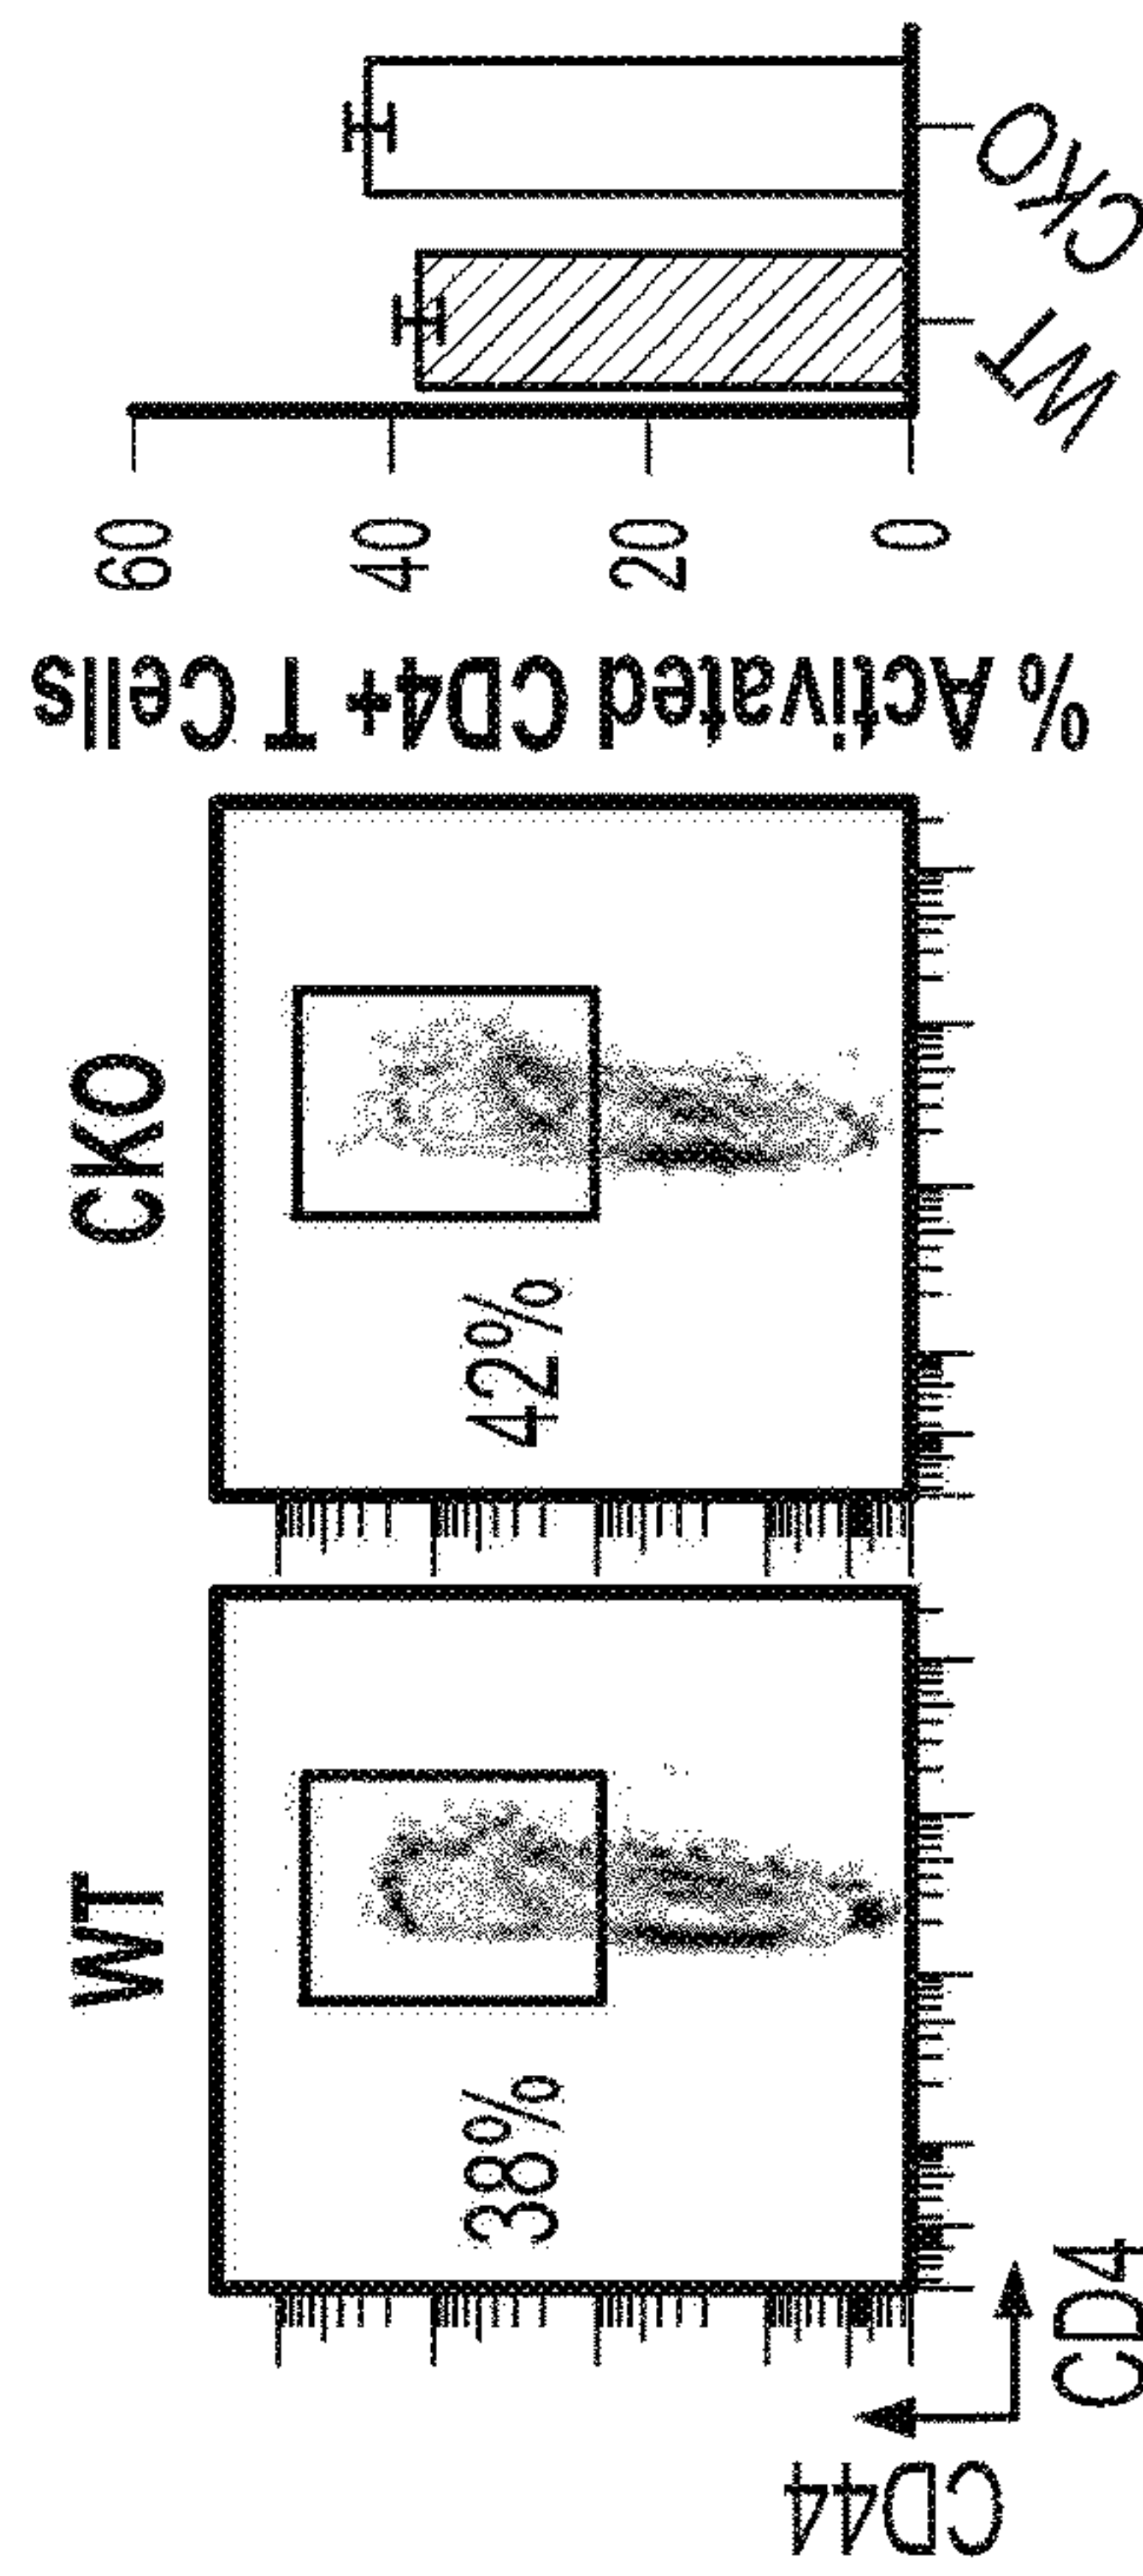 WT
CKO
38%
42%
CD44
CD4
% Activated CD4+ T Cells
60
40
20
0
WT
CKO